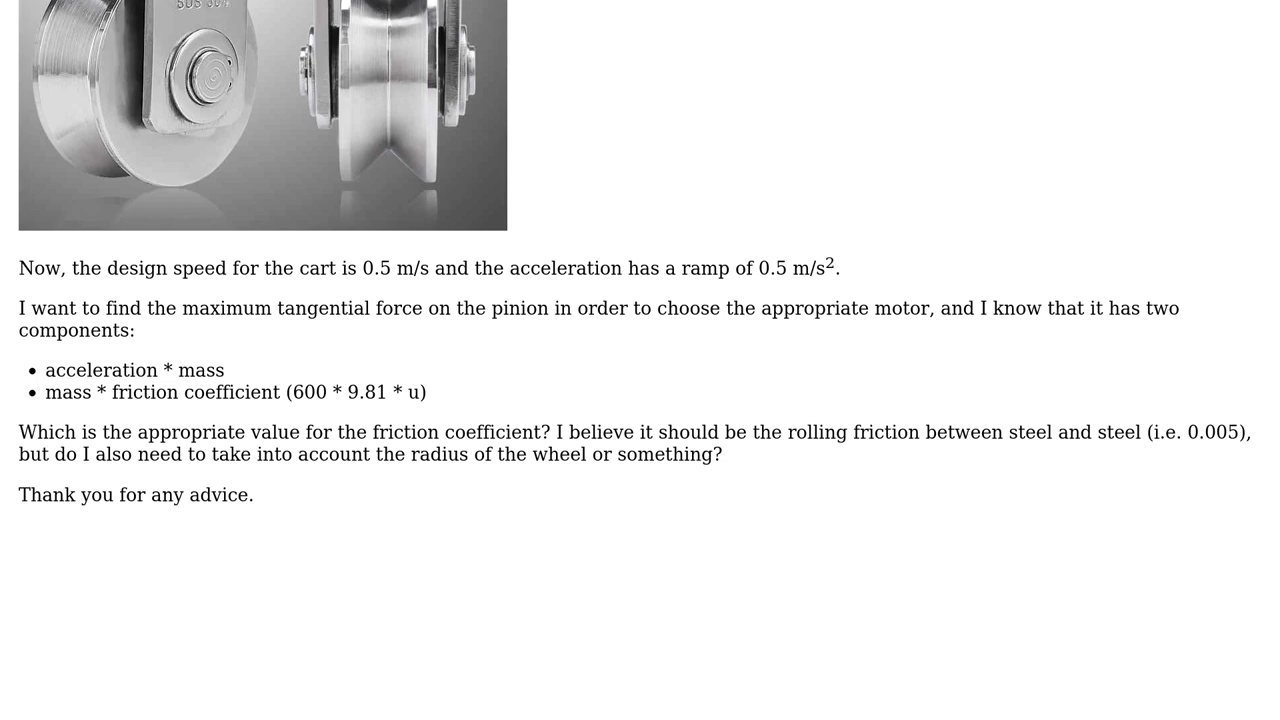 Now, the design speed for the cart is 0.5 m/s and the acceleration has a ramp of 0.5 m/s².
I want to find the maximum tangential force on the pinion in order to choose the appropriate motor, and I know that it has two
components:
• acceleration * mass
• mass * friction coefficient (600 * 9.81 * u)
Which is the appropriate value for the friction coefficient? I believe it should be the rolling friction between steel and steel (i.e. 0.005),
but do I also need to take into account the radius of the wheel or something?
Thank you for any advice.